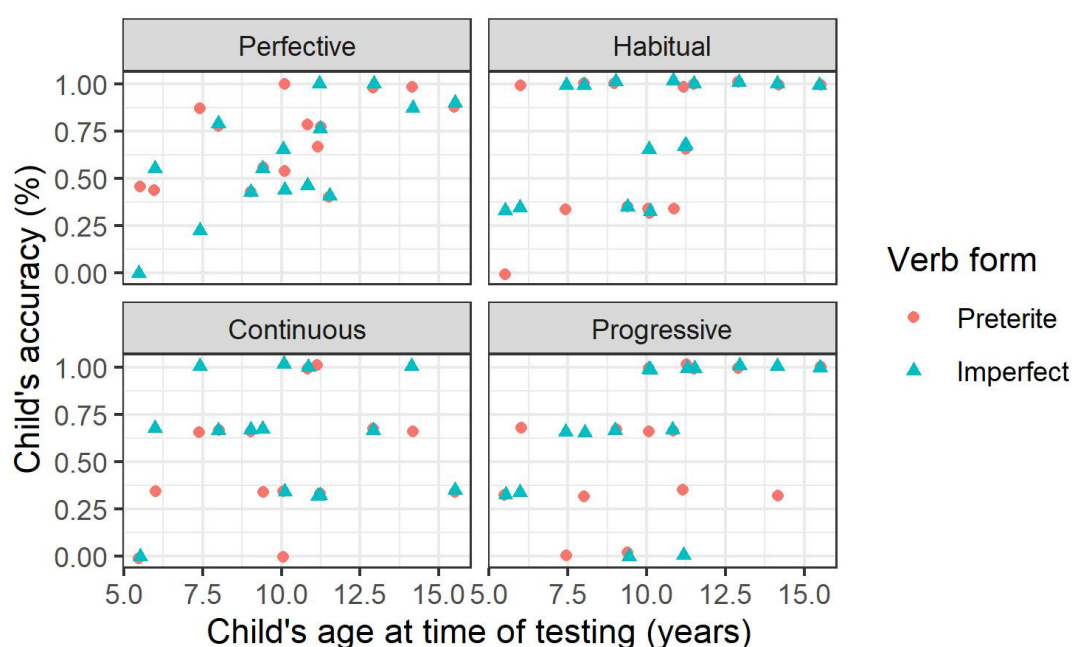 Perfective Habitual
1.00
0.75
0.50
0.25
0.00
Continuous Progressive
1.00
0.75
0.50
0.25
0.00
5.0 7.5 10.0 12.5 15.0 5.0 7.5 10.0 12.5 15.0
Child's age at time of testing (years)
Child's accuracy (%)
Verb form
Preterite
Imperfect